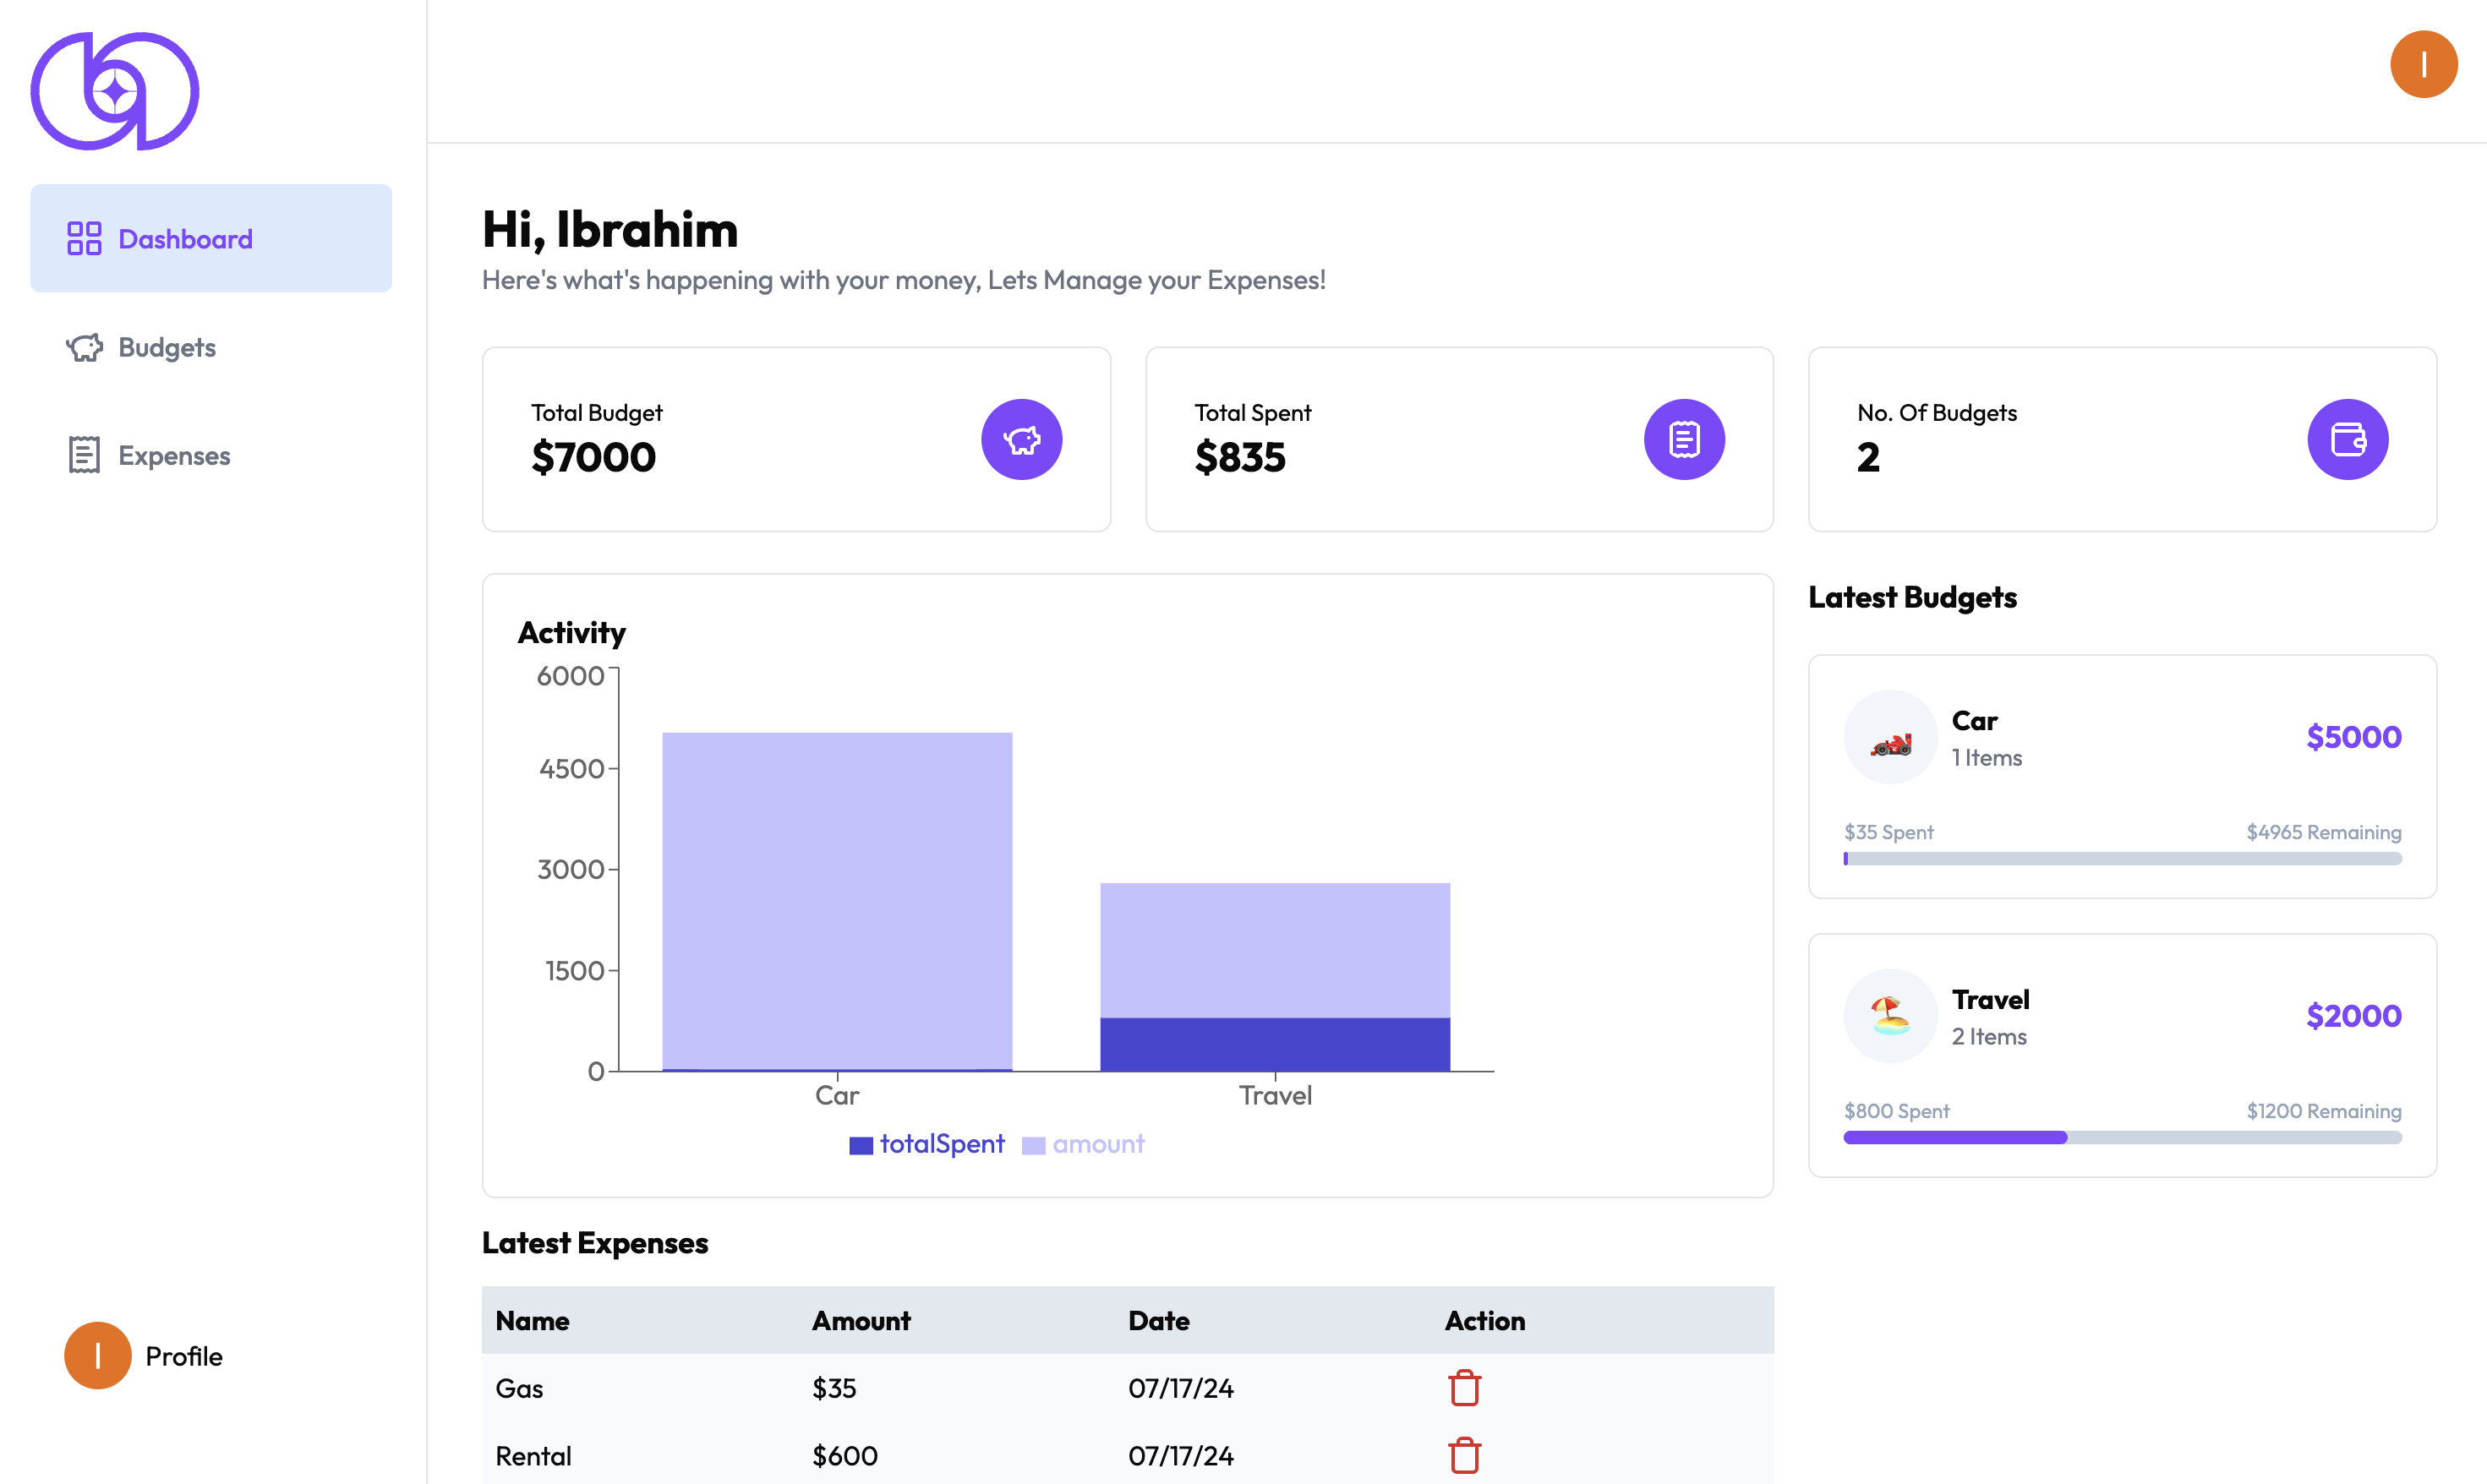 I
Dashboard
Budgets
Expenses
Profile
I
Hi, Ibrahim
Here's what's happening with your money, Lets Manage your Expenses!
Total Budget
$7000
Total Spent
$835
No. Of Budgets
2
Activity
6000
4500
3000
1500
0
Car
Travel
totalSpent
amount
Latest Budgets
Car
1 Items
$5000
$35 Spent
$4965 Remaining
Travel
2 Items
$2000
$800 Spent
$1200 Remaining
Latest Expenses
Name Amount Date Action
Gas $35 07/17/24
Rental $600 07/17/24